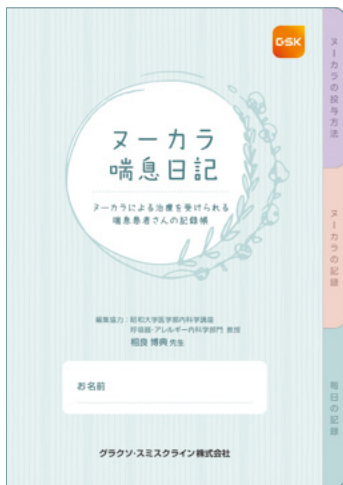 GSK
ヌーカラ
喘息日記
ヌーカラによる治療を受けられる
喘息患者さんの記録帳
編集協力：昭和大学医学部内科学講座
呼吸器・アレルギー内科学部門 教授
相良 博典 先生
お名前
グラクソ・スミスクライン株式会社
ヌーカラの投与方法
ヌーカラの記録
毎日の記録